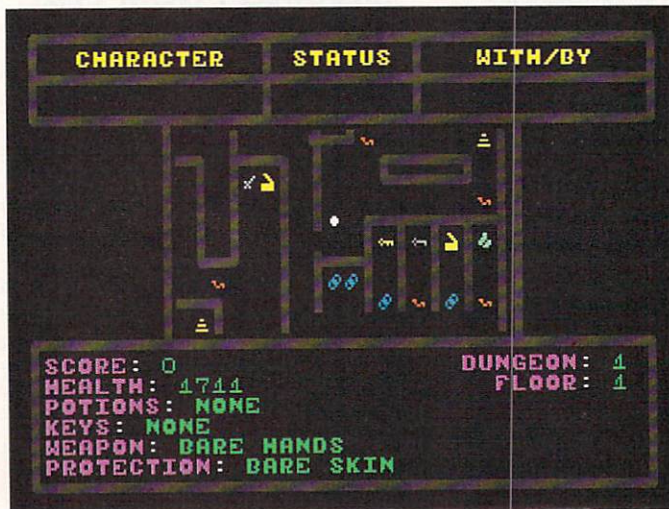 CHARACTER STATUS WITH/BY
SCORE: 0 DUNGEON: 1
HEALTH: 1711 FLOOR: 1
POTIONS: NONE
KEYS: NONE
WEAPON: BARE HANDS
PROTECTION: BARE SKIN